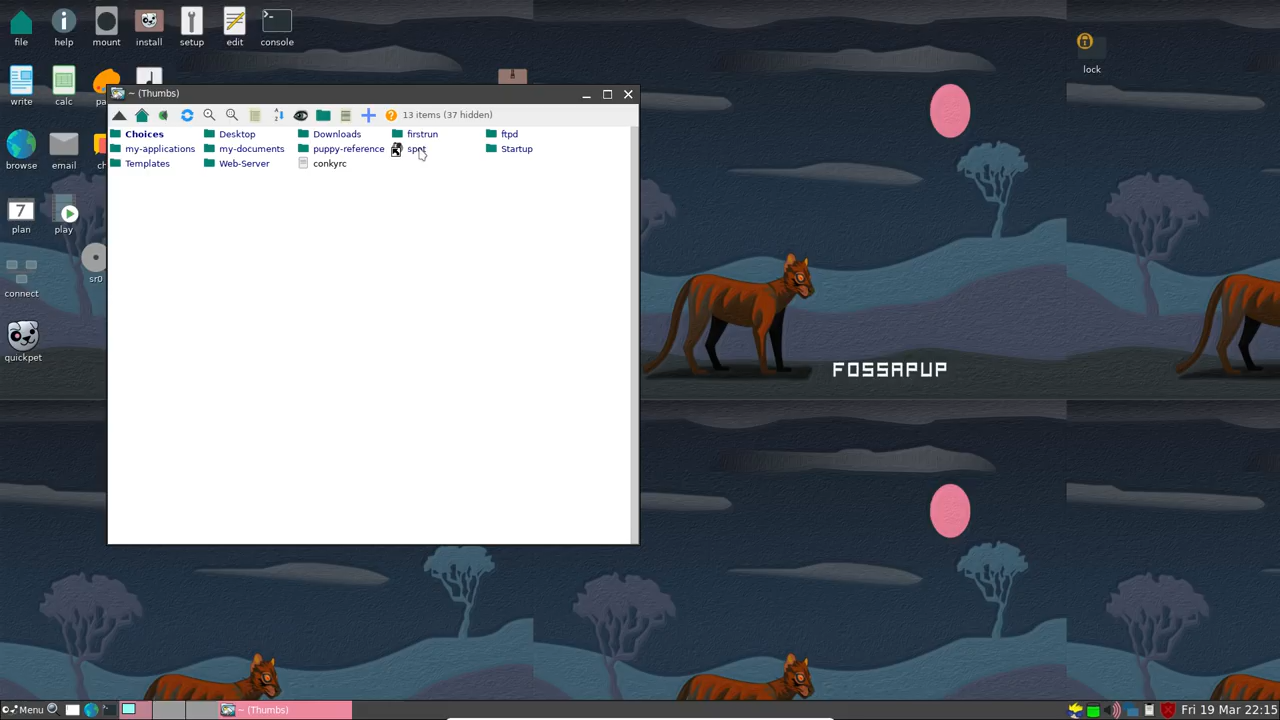 file help mount install setup edit console
lock
write calc
~ (Thumbs)
13 items (37 hidden)
Choices Desktop Downloads firstrun ftpd
browse email my-applications my-documents puppy-reference spot Startup
Templates Web-Server conkyrc
7
plan play
sr0
connect
quickpet
FOSSAPUP
Menu ~ (Thumbs) Fri 19 Mar 22:15